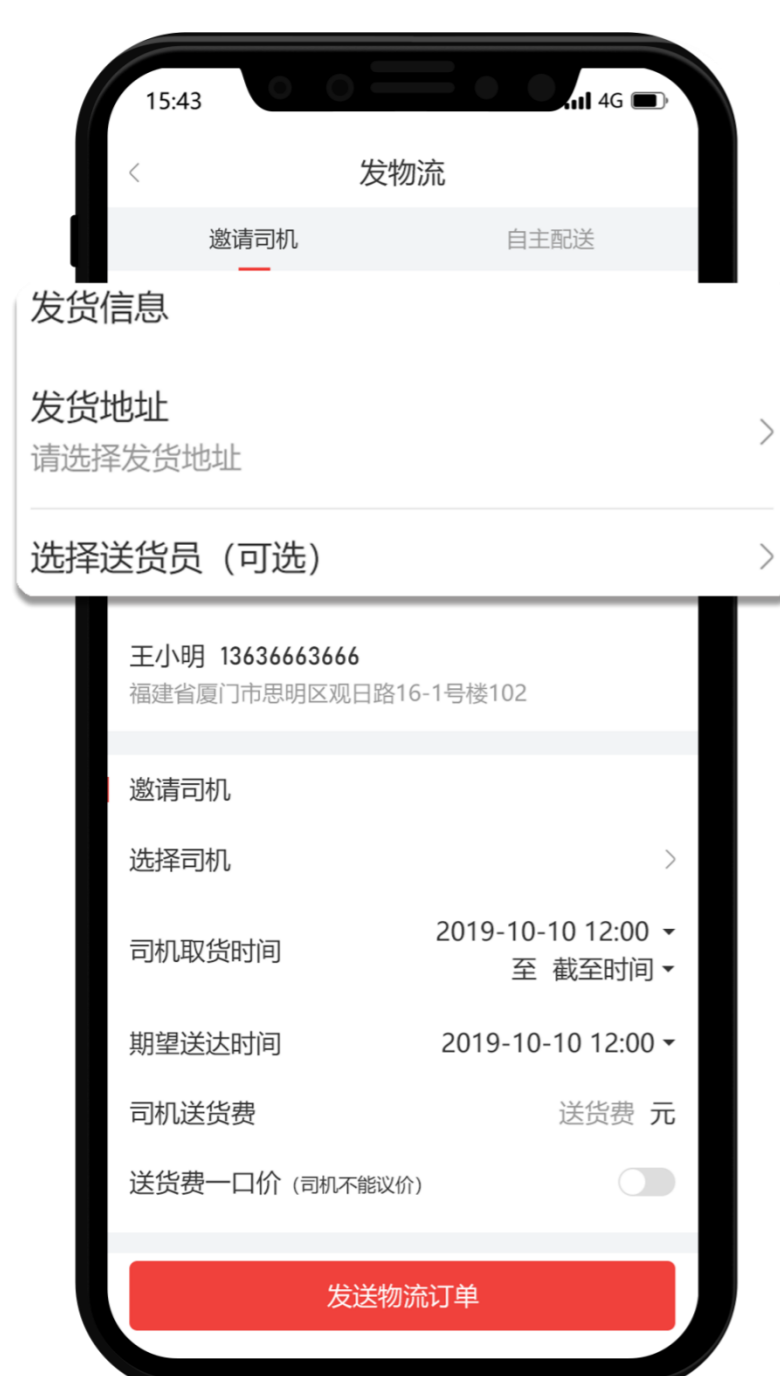 15:43
4G
发物流
邀请司机
自主配送
发货信息
发货地址
请选择发货地址
选择送货员（可选）
王小明 13636663666
福建省厦门市思明区观日路16-1号楼102
邀请司机
选择司机
司机取货时间
2019-10-10 12:00
至 截至时间
期望送达时间
2019-10-10 12:00
司机送货费
送货费 元
送货费一口价（司机不能议价）
发送物流订单